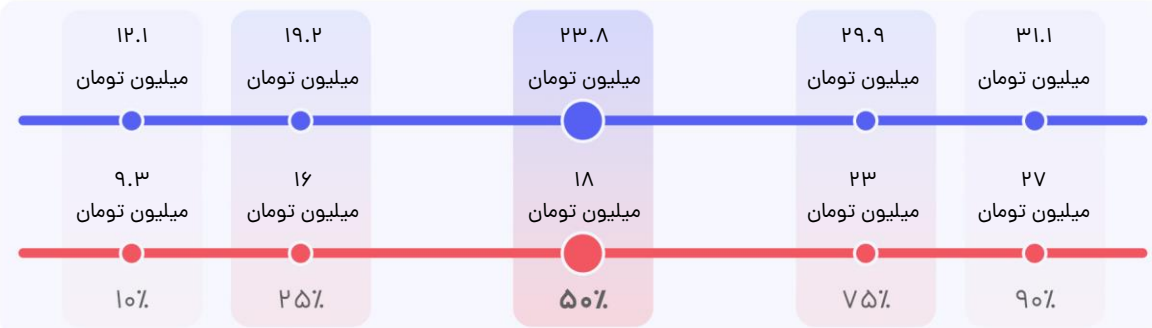 ۱۲.۱
میلیون تومان
۱۹.۲
میلیون تومان
۲۳.۸
میلیون تومان
۲۹.۹
میلیون تومان
۳۱.۱
میلیون تومان
۹.۳
میلیون تومان
۱۶
میلیون تومان
۱۸
میلیون تومان
۲۳
میلیون تومان
۲۷
میلیون تومان
۱۰٪
۲۵٪
۵۰٪
۷۵٪
۹۰٪